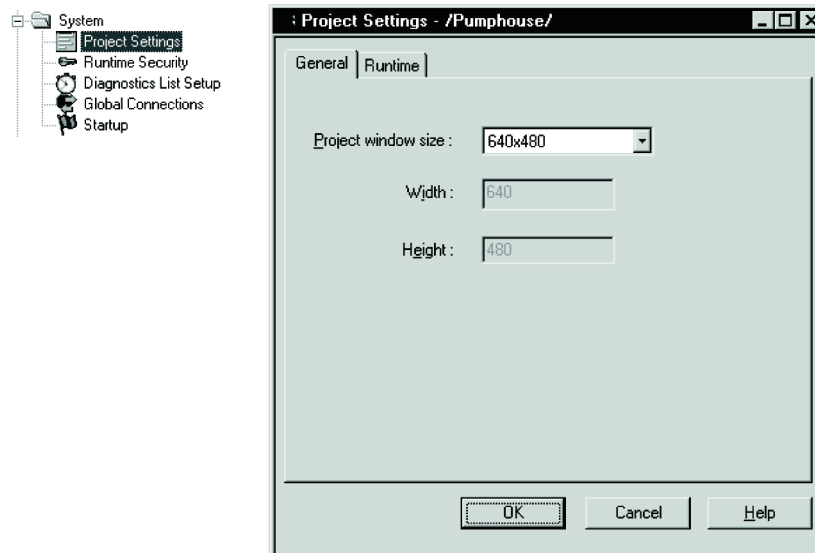 System
Project Settings
Runtime Security
Diagnostics List Setup
Global Connections
Startup
Project Settings - /Pumphouse/
General
Runtime
Project window size :
640x480
Width :
640
Height :
480
OK
Cancel
Help